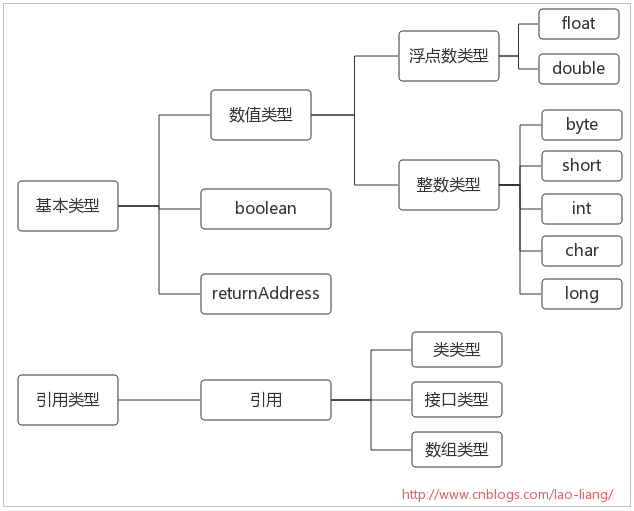 基本类型
数值类型
浮点数类型
float
double
整数类型
byte
short
int
char
long
boolean
returnAddress
引用类型
引用
类类型
接口类型
数组类型
http://www.cnblogs.com/lao-liang/